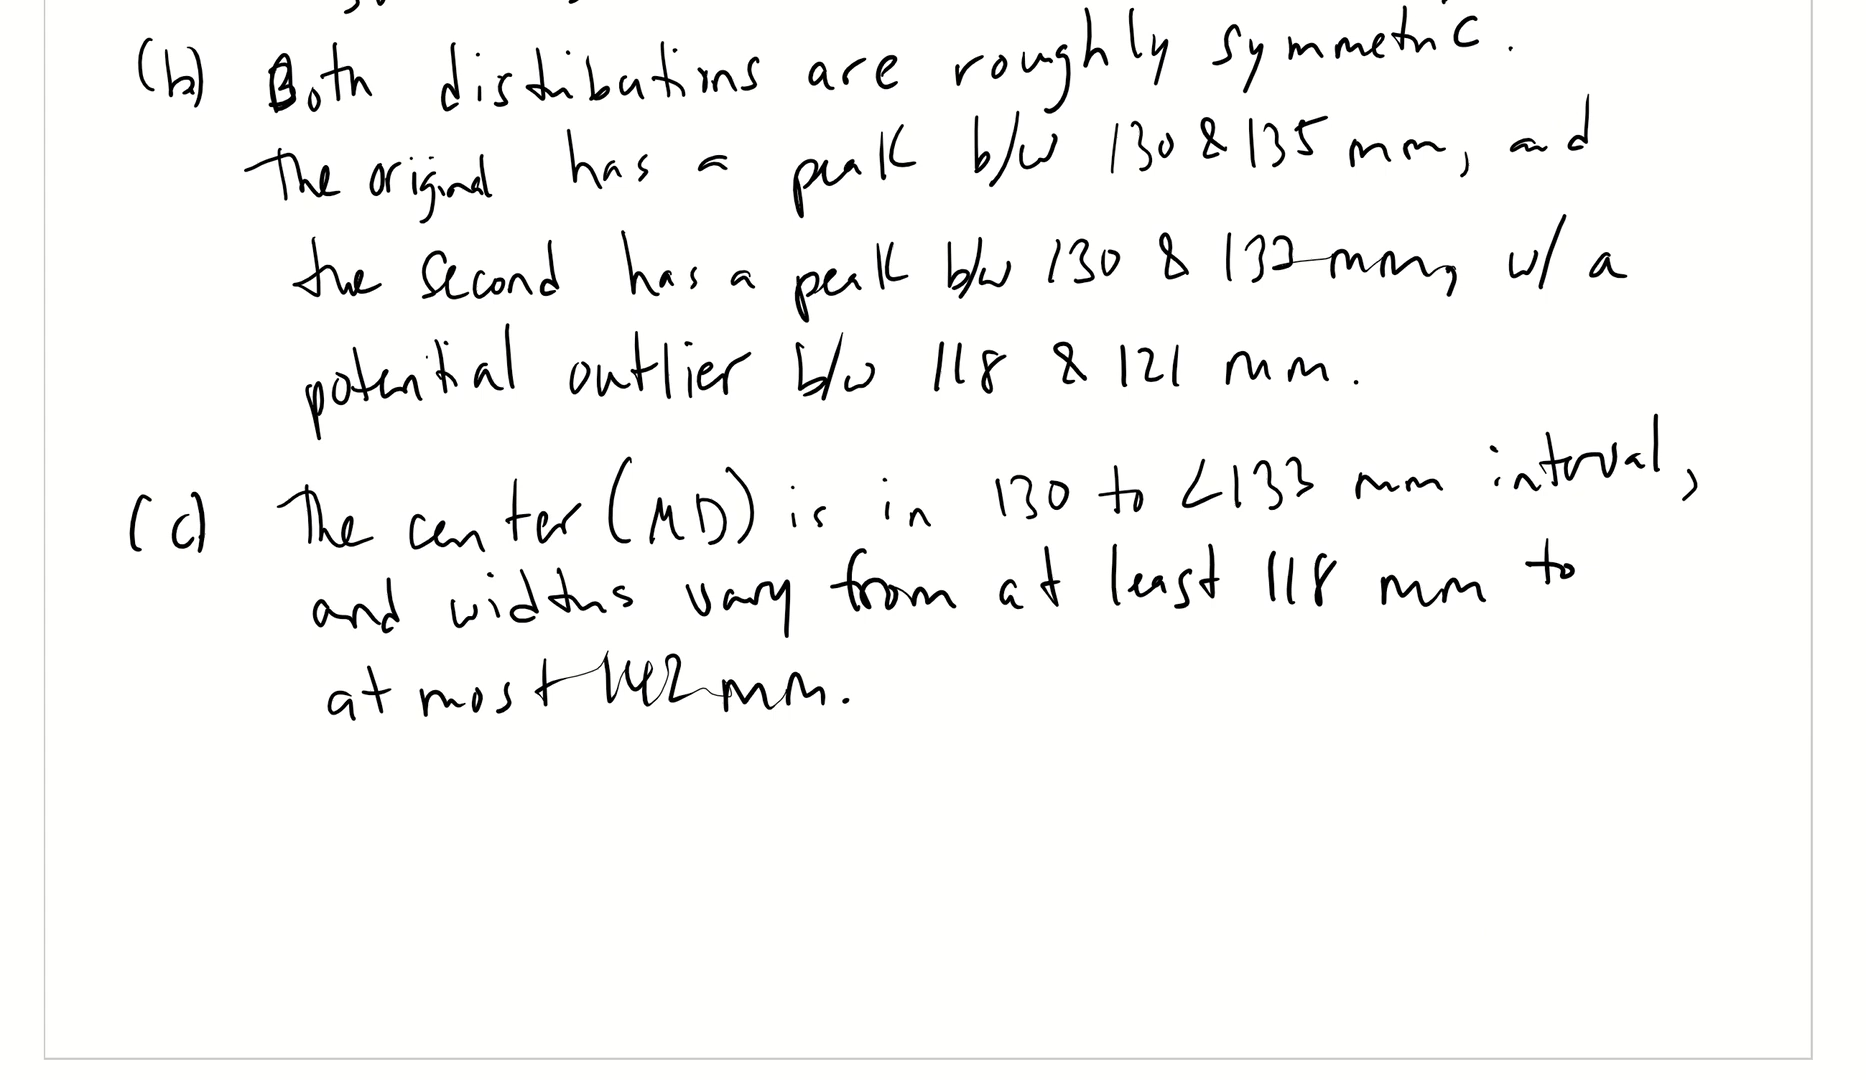 (b) Both distributions are roughly symmetric.
The original has a peak b/w 130 & 135 mm, and
the second has a peak b/w 130 & 133 mm, w/ a
potential outlier b/w 118 & 121 mm.
(c) The center (MD) is in 130 to <133 mm interval,
and widths vary from at least 118 mm to
at most 142 mm.